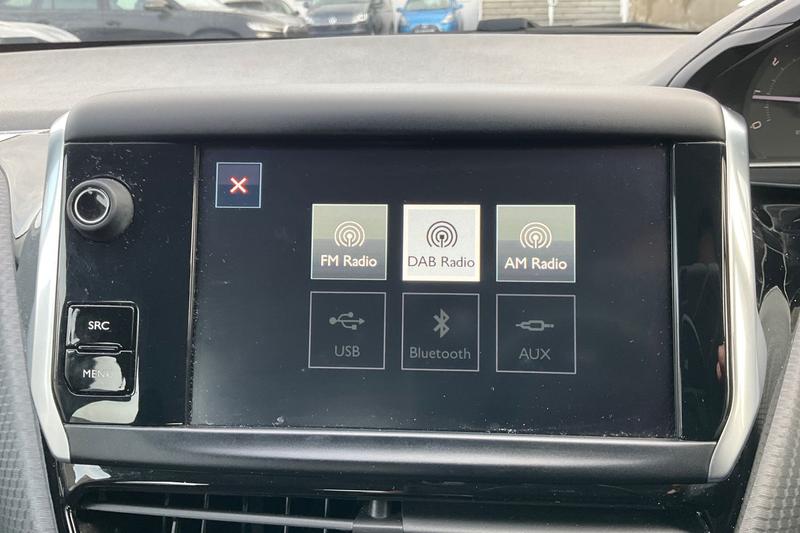 FM Radio
DAB Radio
AM Radio
SRC
USB
Bluetooth
AUX
MENU